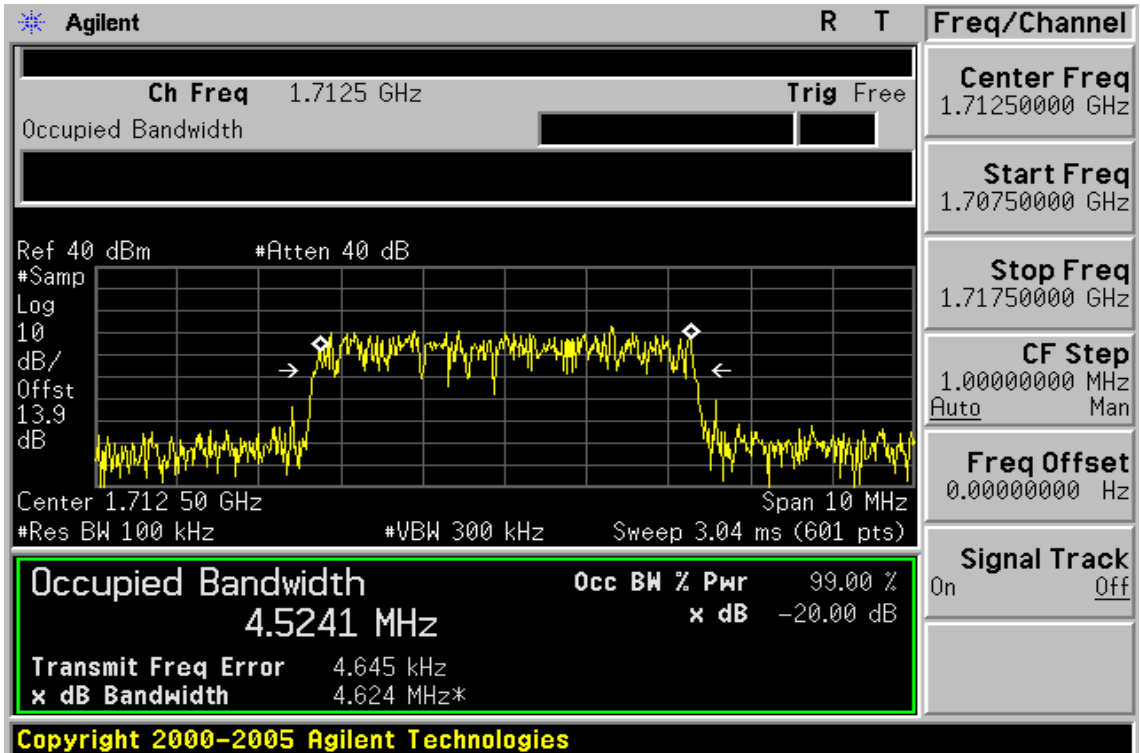 Agilent R T
Ch Freq 1.7125 GHz Trig Free
Occupied Bandwidth
Ref 40 dBm #Atten 40 dB
#Samp
Log
10
dB/
Offst
13.9
dB
Center 1.712 50 GHz Span 10 MHz
#Res BW 100 kHz #VBW 300 kHz Sweep 3.04 ms (601 pts)
Occupied Bandwidth
4.5241 MHz
Occ BW % Pwr 99.00 %
x dB -20.00 dB
Transmit Freq Error 4.645 kHz
x dB Bandwidth 4.624 MHz*
Copyright 2000-2005 Agilent Technologies
Freq/Channel
Center Freq
1.71250000 GHz
Start Freq
1.70750000 GHz
Stop Freq
1.71750000 GHz
CF Step
1.00000000 MHz
Auto Man
Freq Offset
0.00000000 Hz
Signal Track
On Off